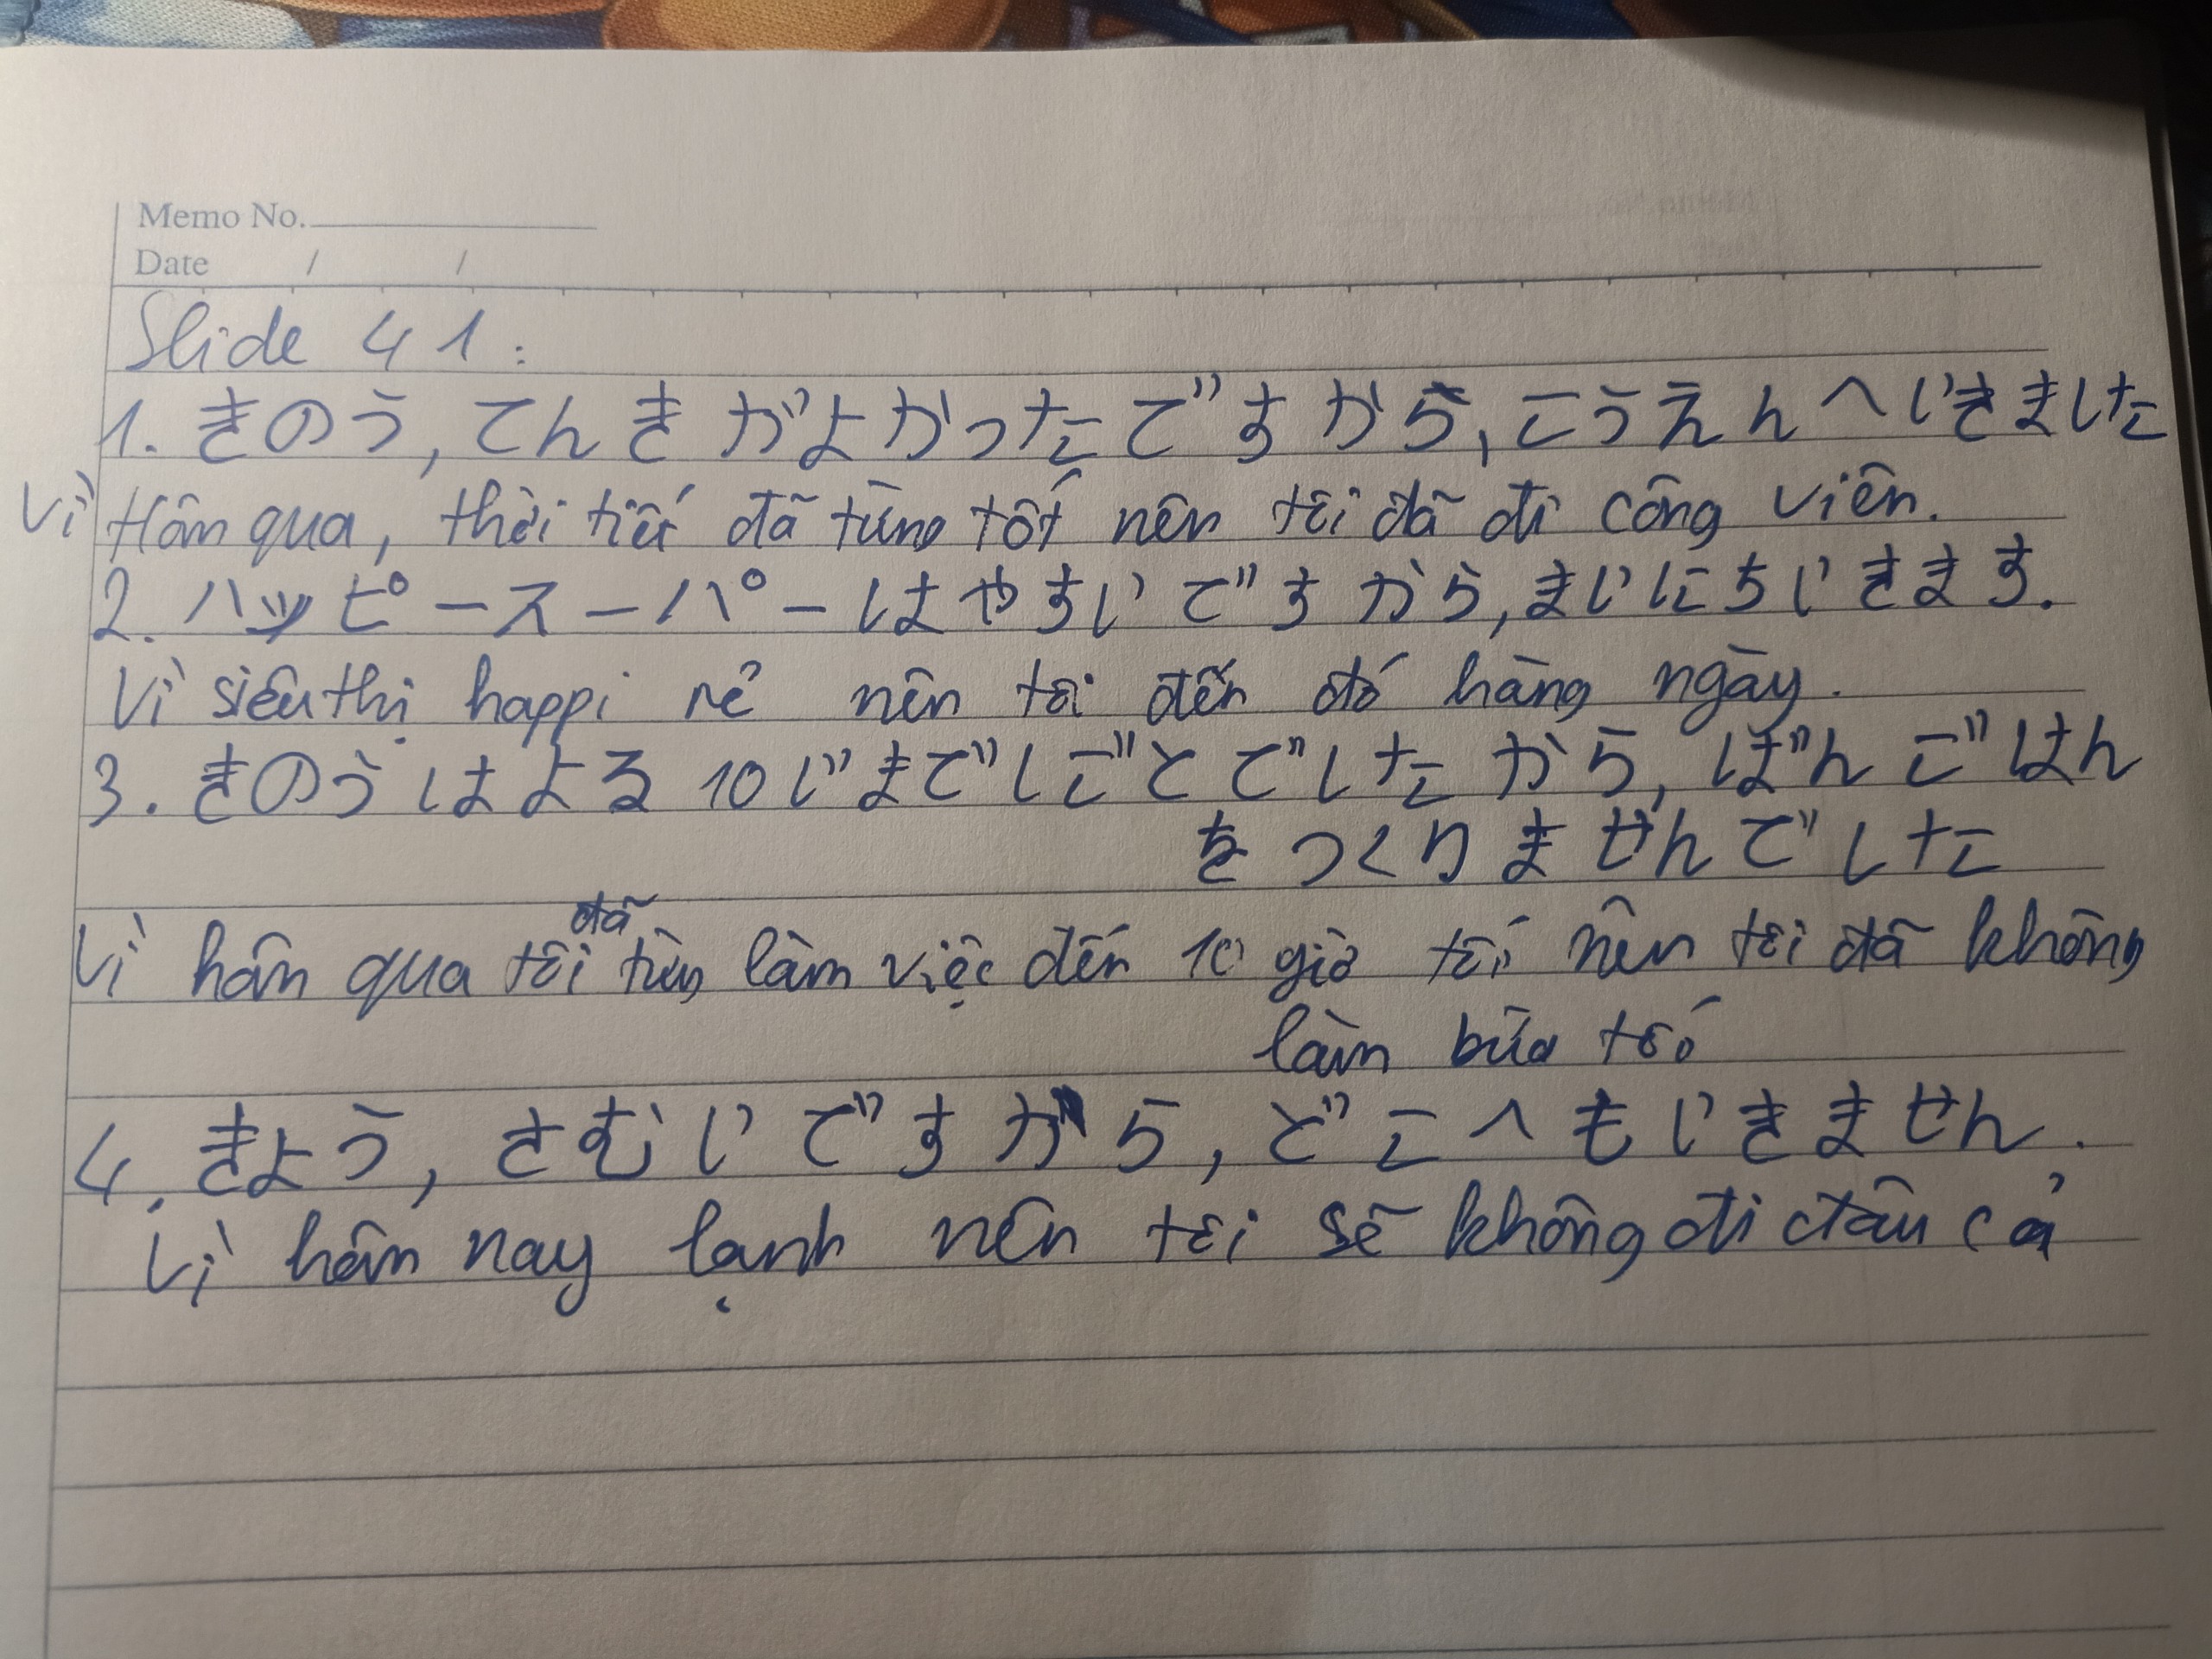 Memo No.
Date / /
Slide 41:
1. きのう, てんきがよかったですから, こうえんへいきました
Vì Hôm qua, thời tiết đã từng tốt nên tôi đã đi công viên.
2. ハッピースーパーはやすいですから, まいにちいきます.
Vì siêu thị happi rẻ nên tôi đến đó hàng ngày.
3. きのうはよる10じまでしごとでしたから, ばんごはん
をつくりませんでした
Vì hôm qua tôi đã từng làm việc đến 10 giờ tối nên tôi đã không
làm bữa tối
4. きょう, さむいですから, どこへもいきません.
Vì hôm nay lạnh nên tôi sẽ không đi đâu cả